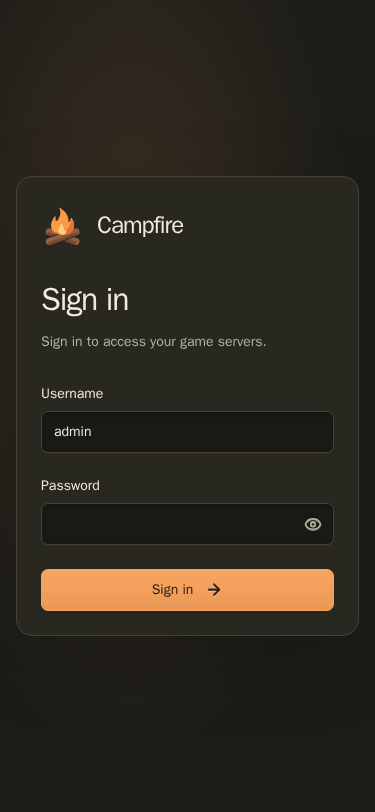 Campfire
Sign in
Sign in to access your game servers.
Username
admin
Password
Sign in